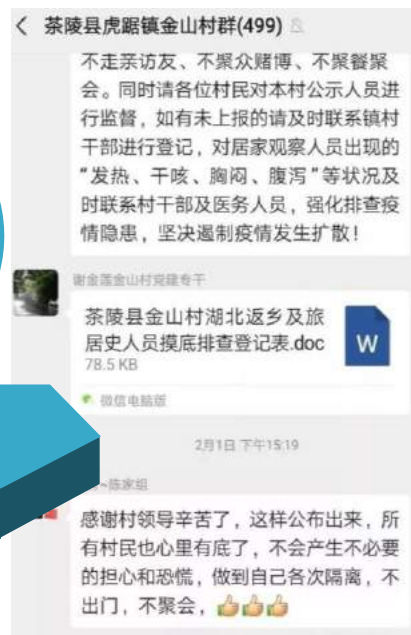 茶陵县虎踞镇金山村群(499)
不走亲访友、不聚众赌博、不聚餐聚
会。同时请各位村民对本村公示人员进
行监督，如有未上报的请及时联系镇村
干部进行登记，对居家观察人员出现的
“发热、干咳、胸闷、腹泻”等状况及
时联系村干部及医务人员，强化排查疫
情隐患，坚决遏制疫情发生扩散！
谢金莲金山村党建专干
茶陵县金山村湖北返乡及旅
居史人员摸底排查登记表.doc
W
78.5 KB
微信电脑版
2月1日 下午15:19
~陈家组
感谢村领导辛苦了，这样公布出来，所
有村民也心里有底了，不会产生不必要
的担心和恐慌，做到自己各次隔离，不
出门，不聚会，👍👍👍